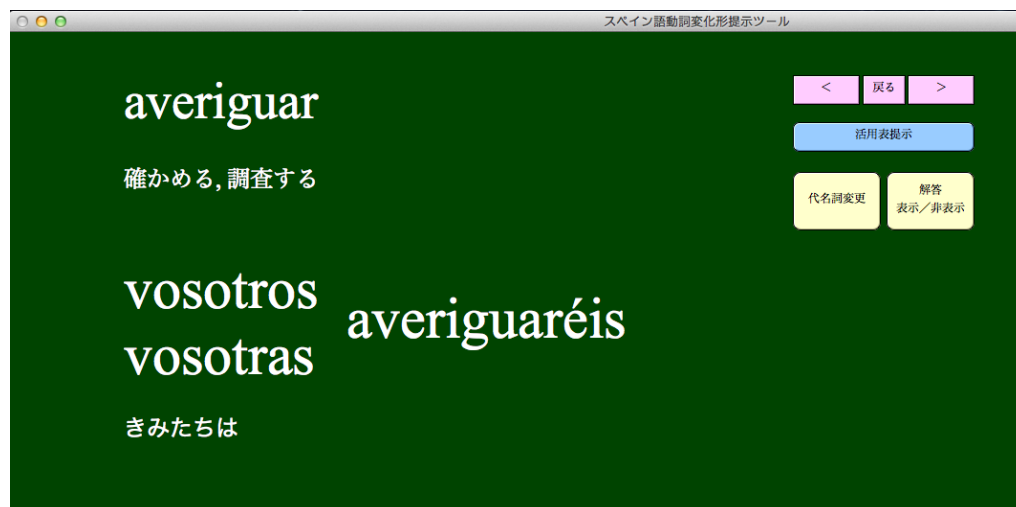 スペイン語動詞変化形提示ツール
averiguar
確かめる, 調査する
vosotros
vosotras
averiguaréis
きみたちは
＜ 戻る ＞
活用表提示
代名詞変更
解答
表示／非表示